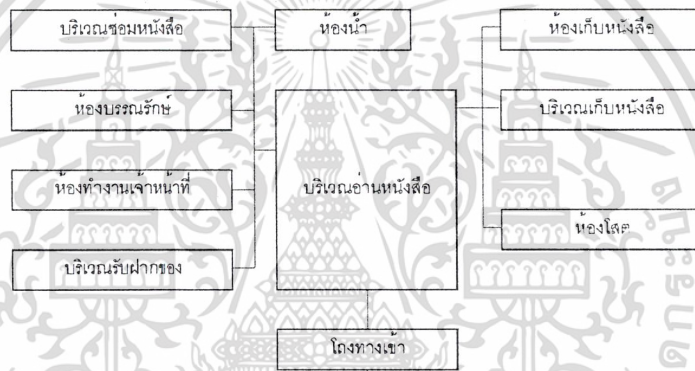 บริเวณซ่อมหนังสือ
ห้องน้ำ
ห้องเก็บหนังสือ
ห้องบรรณรักษ์
บริเวณเก็บหนังสือ
ห้องทำงานเจ้าหน้าที่
บริเวณอ่านหนังสือ
ห้องโสต
บริเวณรับฝากของ
โถงทางเข้า